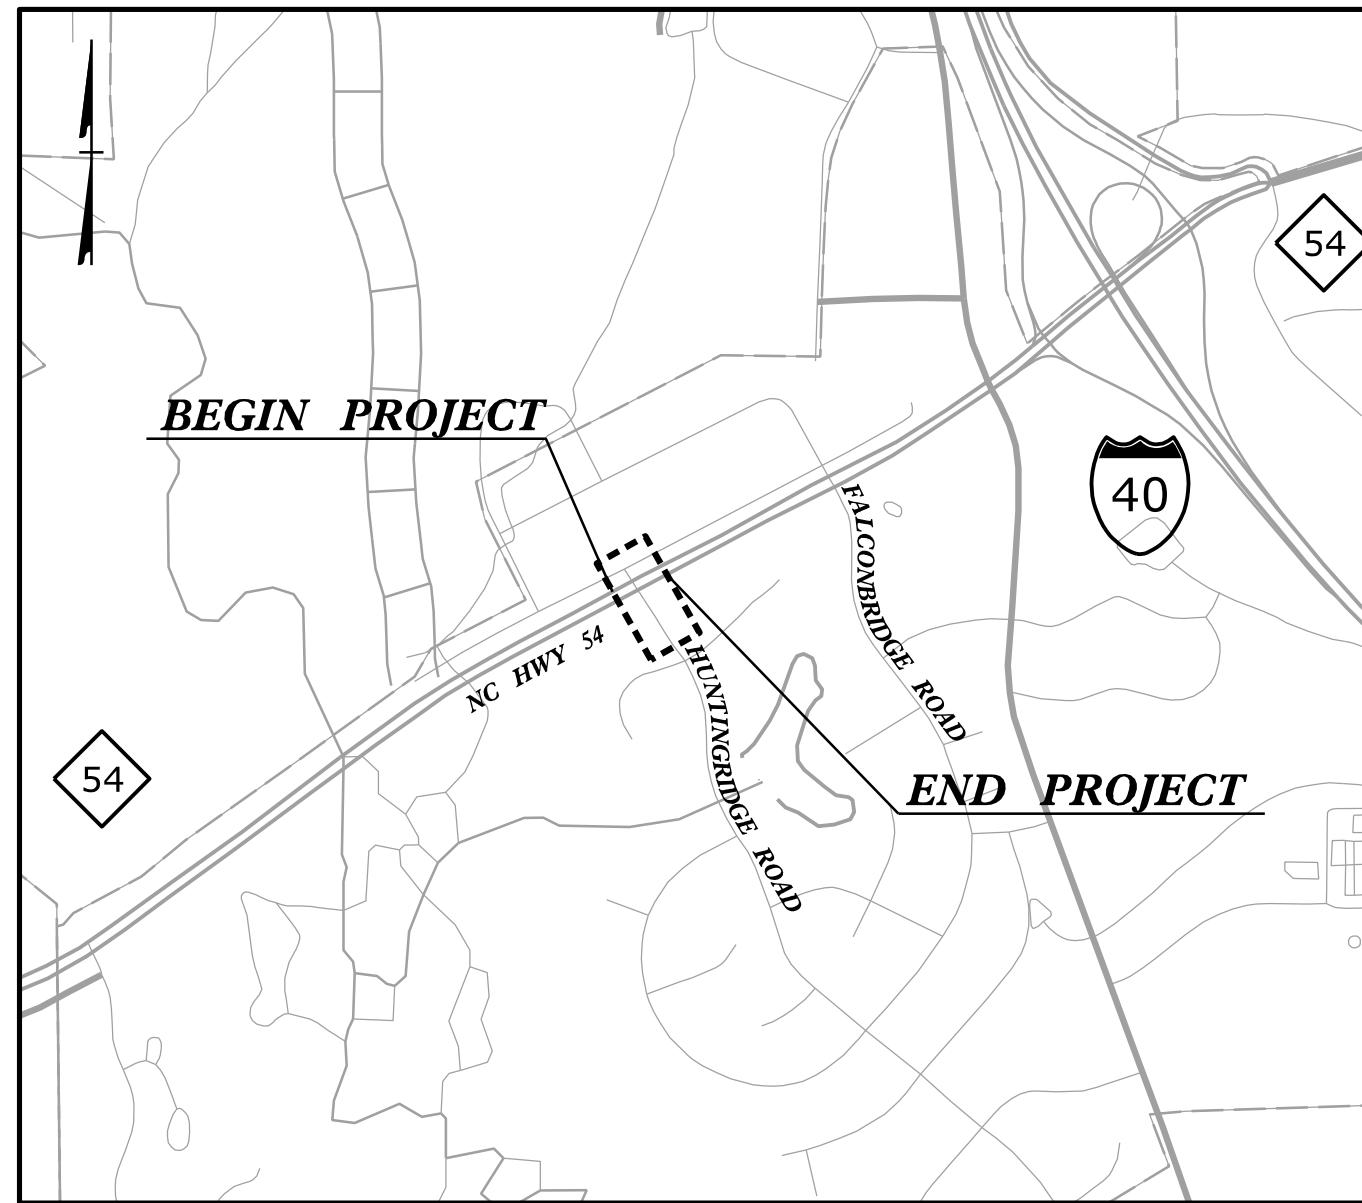 54
BEGIN PROJECT
40
FALCONBRIDGE ROAD
NC HWY 54
HUNTINGRIDGE ROAD
54
END PROJECT